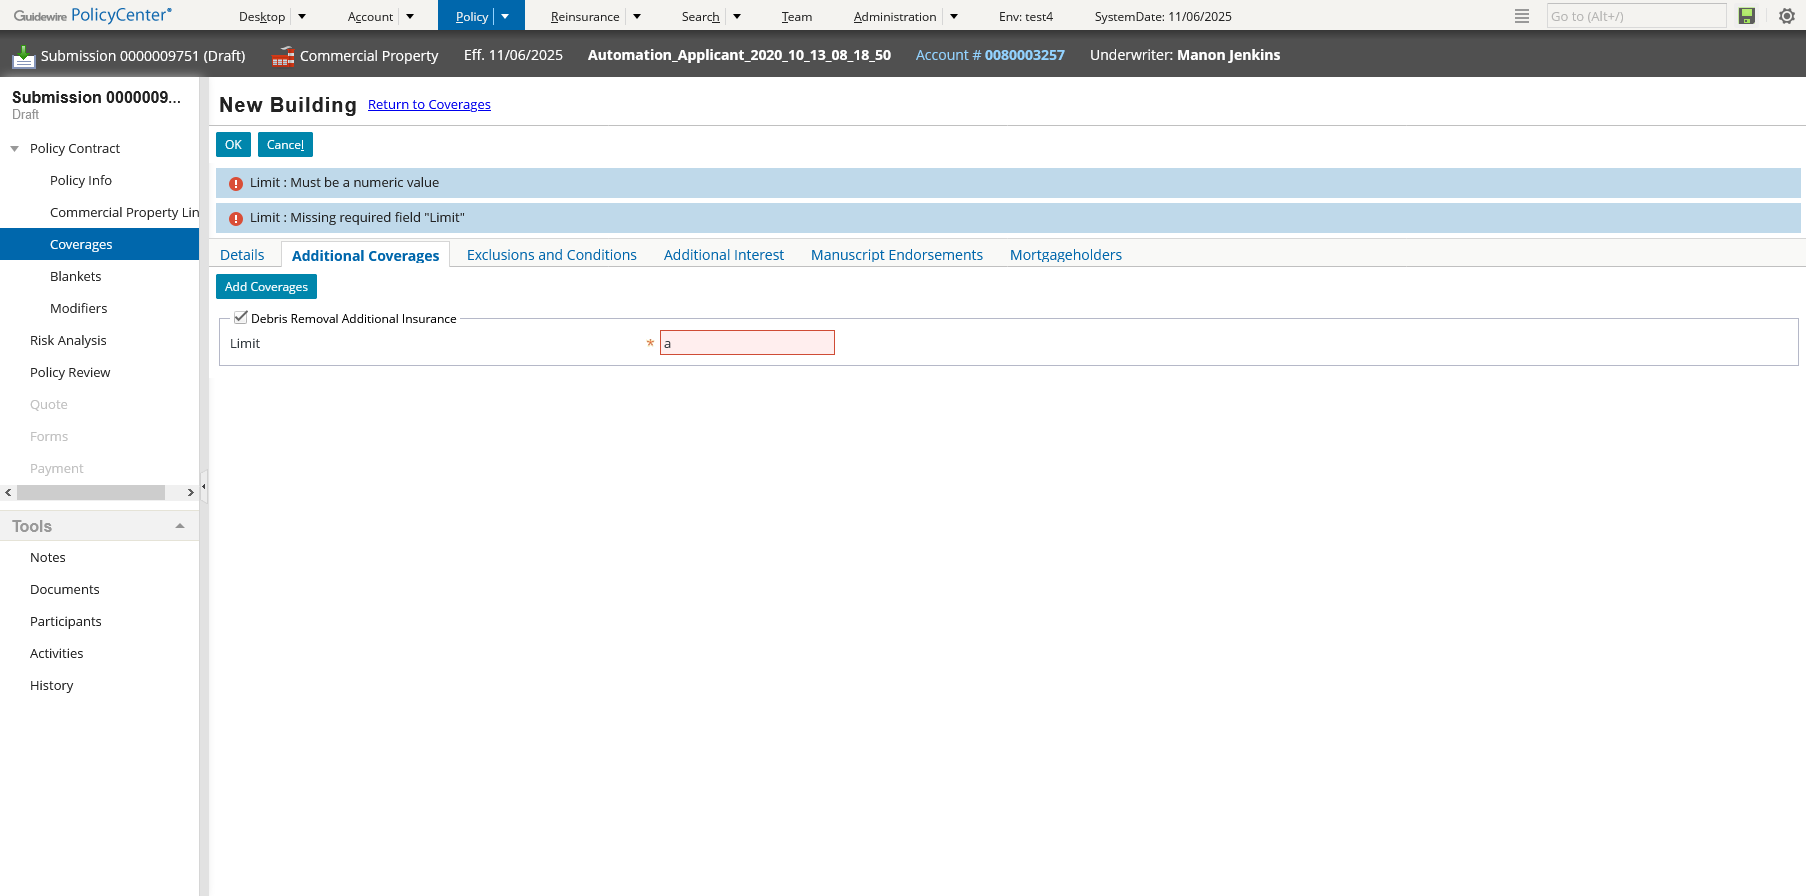 Guidewire PolicyCenter® Desktop Account Policy Reinsurance Search Team Administration Env: test4 SystemDate: 11/06/2025 Go to (Alt+/)
Submission 0000009751 (Draft) Commercial Property Eff. 11/06/2025 Automation_Applicant_2020_10_13_08_18_50 Account # 0080003257 Underwriter: Manon Jenkins
Submission 0000009...
Draft
Policy Contract
Policy Info
Commercial Property Lin
Coverages
Blankets
Modifiers
Risk Analysis
Policy Review
Quote
Forms
Payment
Tools
Notes
Documents
Participants
Activities
History
New Building Return to Coverages
OK Cancel
Limit : Must be a numeric value
Limit : Missing required field "Limit"
Details Additional Coverages Exclusions and Conditions Additional Interest Manuscript Endorsements Mortgageholders
Add Coverages
Debris Removal Additional Insurance
Limit * a